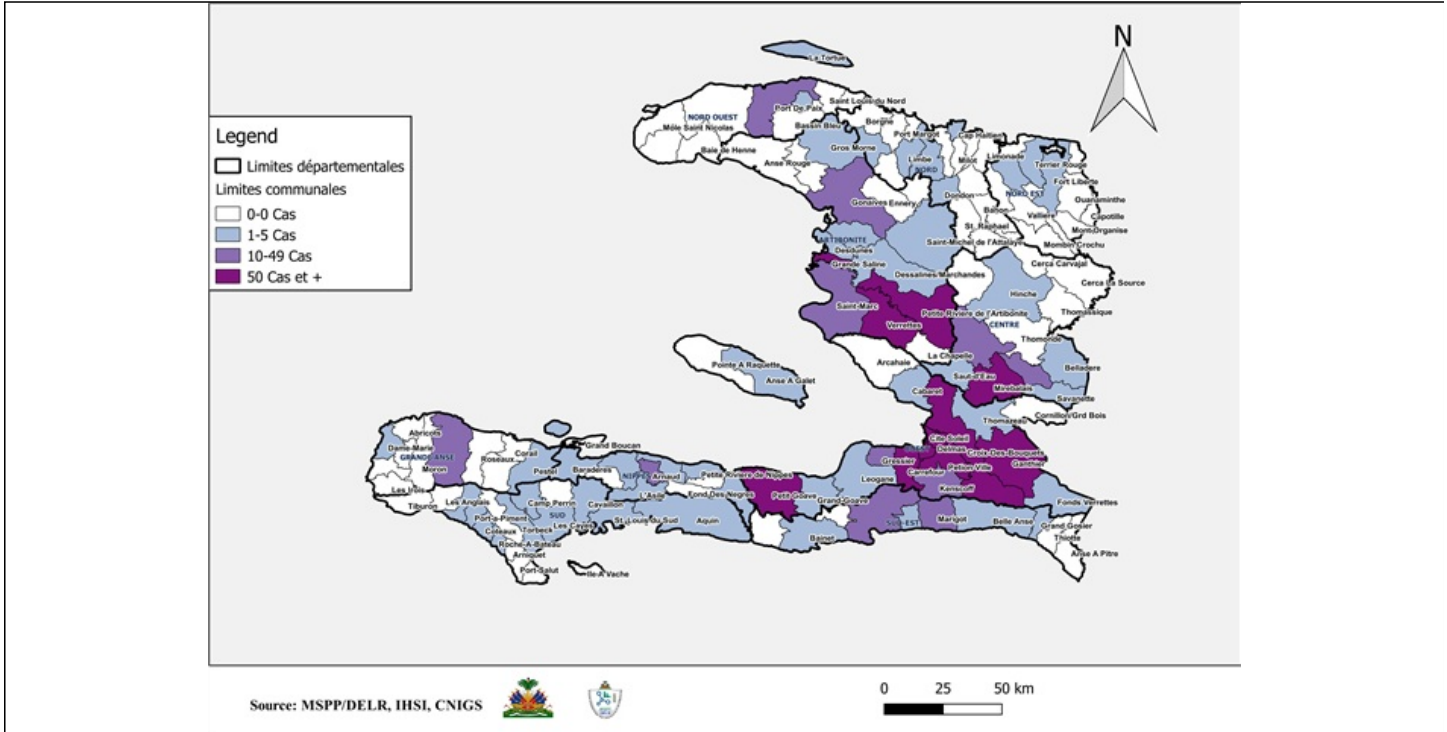 N
Legend
Limites départementales
Limites communales
0-0 Cas
1-5 Cas
10-49 Cas
50 Cas et +
La Tortue
Port De Paix
Saint Louis du Nord
NORD OUEST
Môle Saint Nicolas
Bassin Bleu
Borgne
Port Margot
Cap Haïtien
Baie de Henne
Anse Rouge
Gros Morne
Limbe
NORD
Milot
Limonade
Terrier Rouge
Fort Liberte
NORD EST
Ouanaminthe
Gonaives
Ennery
Dondon
Bahon
Valliere
Capotille
St. Raphael
Mont-Organise
ARTIBONITE
Desdunes
Saint-Michel de l'Attalaye
Mombin Crochu
Grande Saline
Dessalines/Marchandes
Cerca Carvajal
Hinche
Cerca La Source
Saint-Marc
Petite Riviere de l'Artibonite
Thomassique
Verrettes
CENTRE
Thomonde
Arcahaie
La Chapelle
Pointe A Raquette
Anse A Galet
Saut-d'Eau
Belladere
Cabaret
Mirebalais
Savanette
Thomazeau
Cornillon/Grd Bois
Abricots
Dame-Marie
GRANDE ANSE
Moron
Roseaux
Corail
Grand Boucan
Pestel
Baraderes
NIPPES
Arnaud
Petite Riviere de Nippes
Cite Soleil
Delmas
Croix-Des-Bouquets
Gressier
Carrefour
Petion Ville
Ganthier
Leogane
Kenscoff
Les Irois
Tiburon
Les Anglais
Camp Perrin
Cavaillon
L'Asile
Fond Des Negres
Petit Goave
Grand Goave
Fonds Verrettes
Port-a-Piment
SUD
St. Louis du Sud
Aquin
Coteaux
Torbeck
Les Cayes
Bainet
SUD-EST
Marigot
Belle Anse
Grand Gosier
Roche-A-Bateau
Arniquet
Thiotte
Port-Salut
Ile-A Vache
Anse A Pitre
Source: MSPP/DELR, IHSI, CNIGS
0 25 50 km